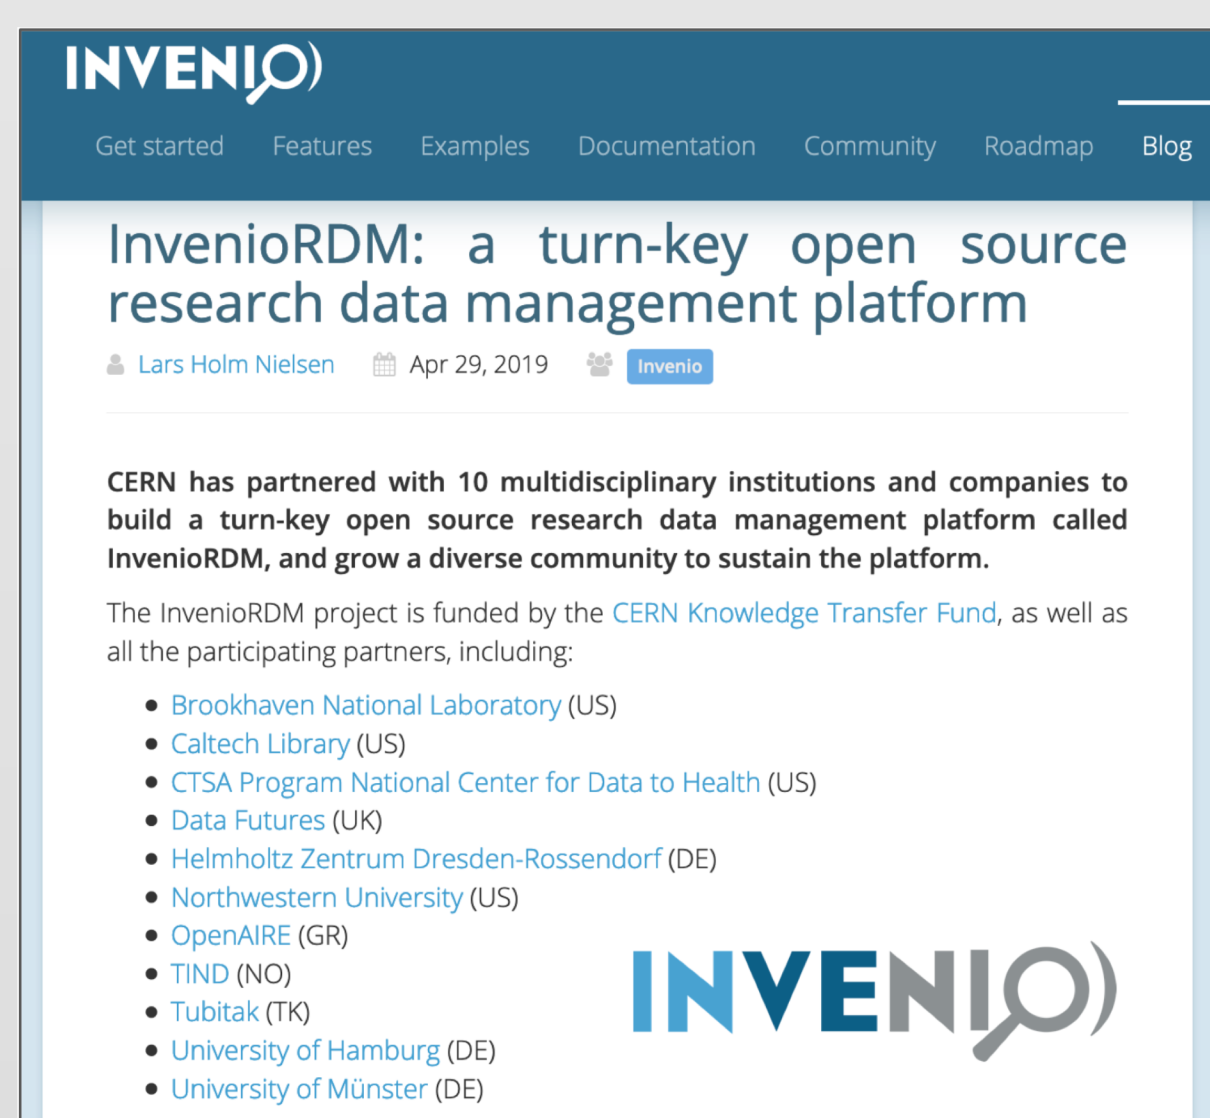 INVENIO
Get started Features Examples Documentation Community Roadmap Blog
InvenioRDM: a turn-key open source
research data management platform
Lars Holm Nielsen Apr 29, 2019 Invenio
CERN has partnered with 10 multidisciplinary institutions and companies to
build a turn-key open source research data management platform called
InvenioRDM, and grow a diverse community to sustain the platform.
The InvenioRDM project is funded by the CERN Knowledge Transfer Fund, as well as
all the participating partners, including:
• Brookhaven National Laboratory (US)
• Caltech Library (US)
• CTSA Program National Center for Data to Health (US)
• Data Futures (UK)
• Helmholtz Zentrum Dresden-Rossendorf (DE)
• Northwestern University (US)
• OpenAIRE (GR)
• TIND (NO)
• Tubitak (TK)
• University of Hamburg (DE)
• University of Münster (DE)
INVENIO